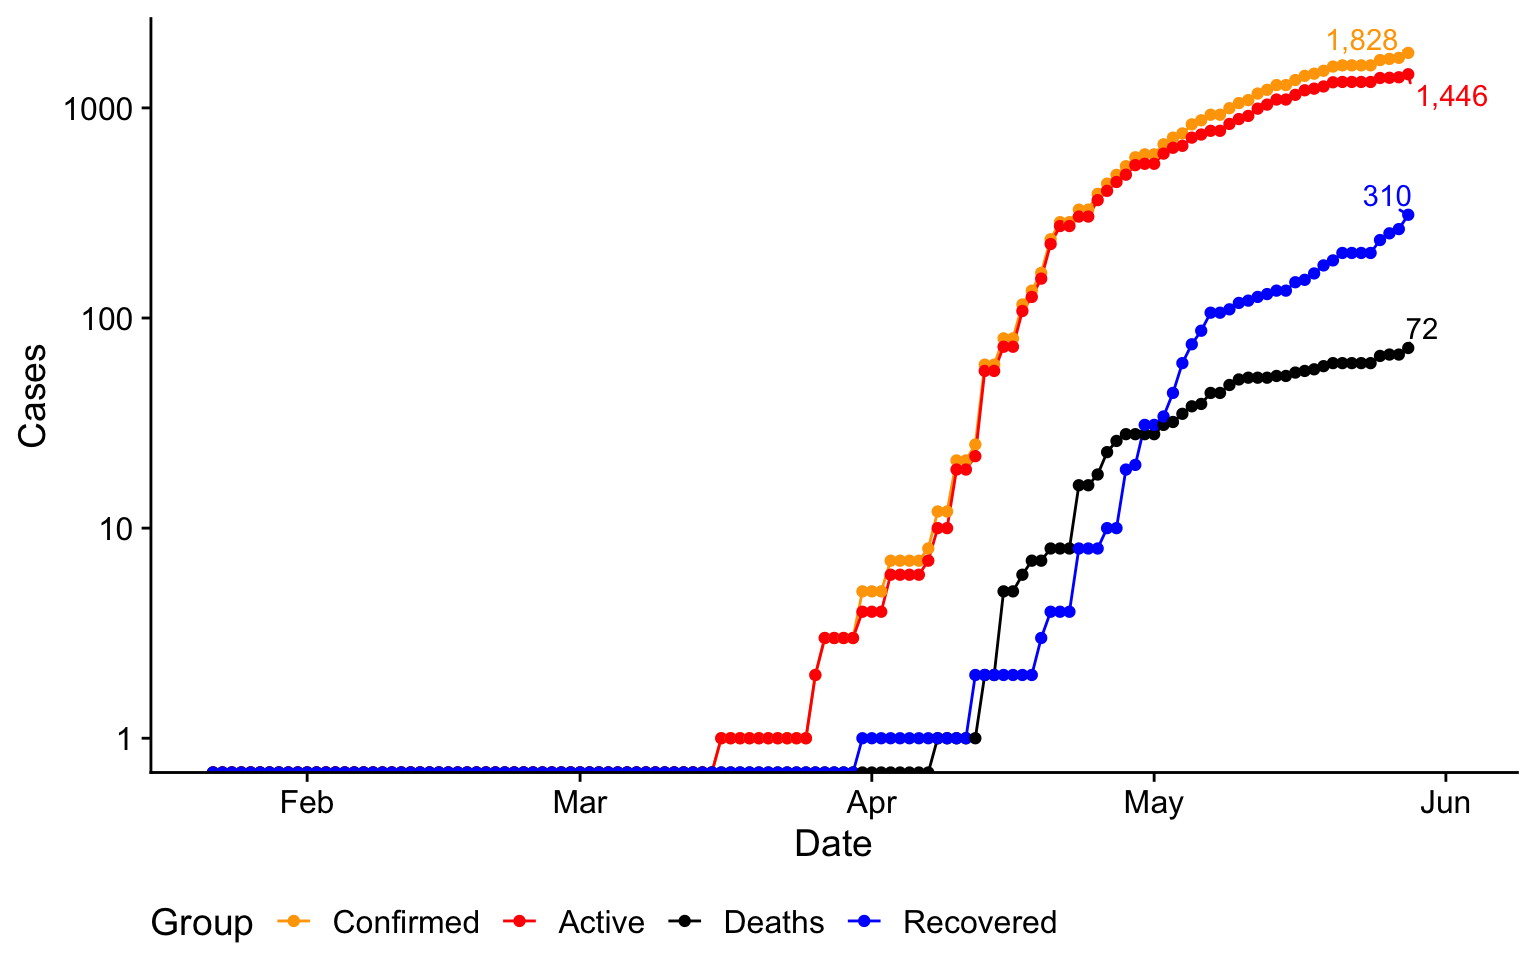 1,828
1,446
310
72
1000
100
10
1
Cases
Feb Mar Apr May Jun
Date
Group Confirmed Active Deaths Recovered